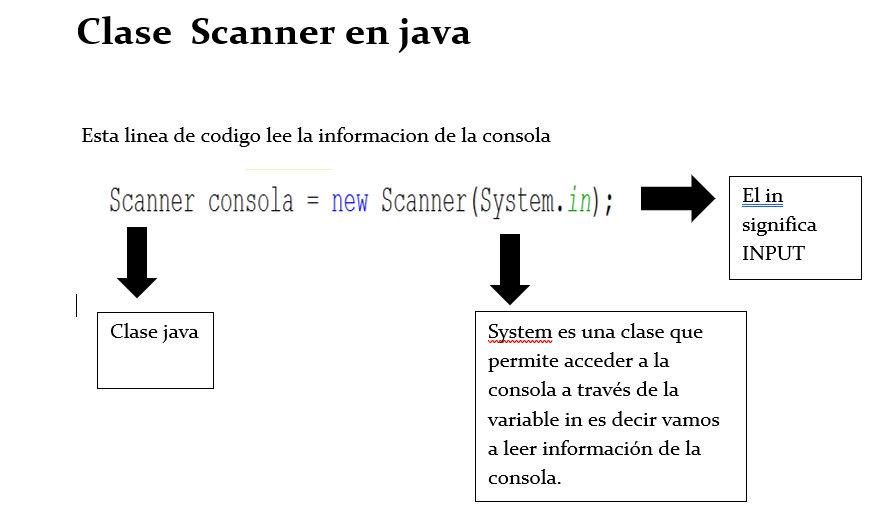 Clase Scanner en java
Esta linea de codigo lee la informacion de la consola
Scanner consola = new Scanner(System.in);
El in
significa
INPUT
Clase java
System es una clase que
permite acceder a la
consola a través de la
variable in es decir vamos
a leer información de la
consola.